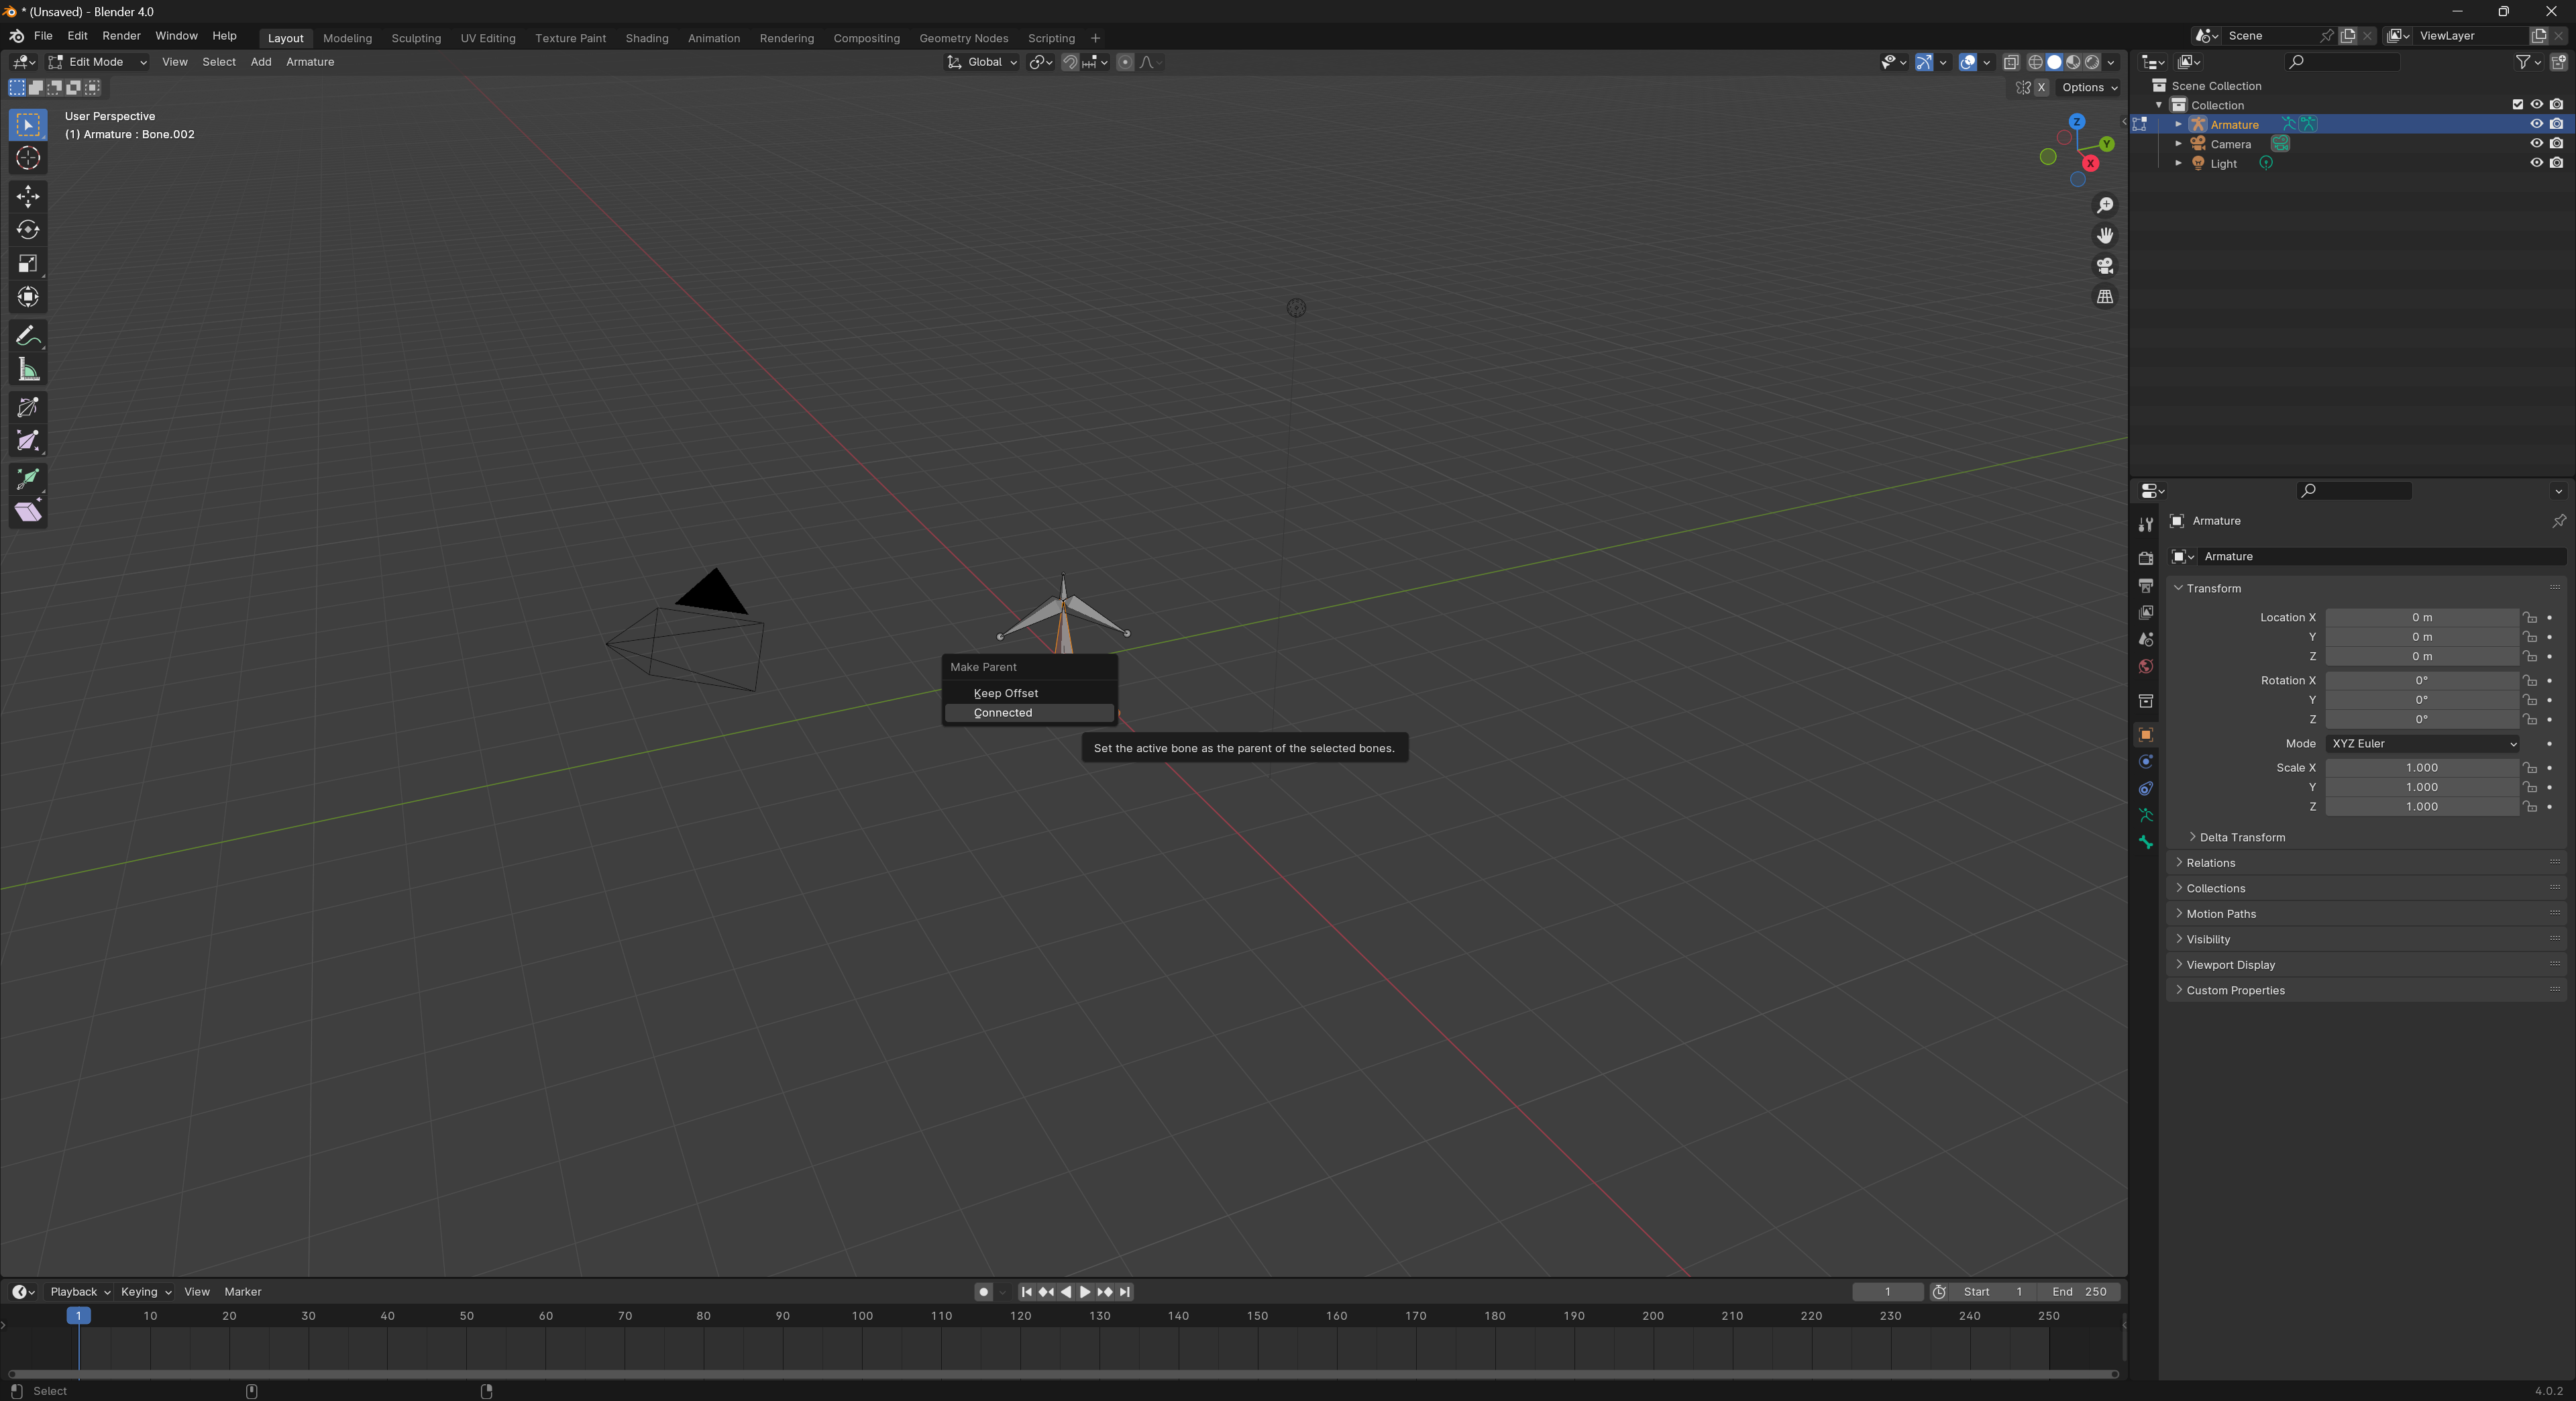 * (Unsaved) - Blender 4.0
File Edit Render Window Help Layout Modeling Sculpting UV Editing Texture Paint Shading Animation Rendering Compositing Geometry Nodes Scripting + Scene ViewLayer
Edit Mode View Select Add Armature Global
X Options
User Perspective
(1) Armature : Bone.002
Z
Y
X
Make Parent
Keep Offset
Connected
Set the active bone as the parent of the selected bones.
Scene Collection
Collection
Armature
Camera
Light
Armature
Armature
Transform
Location X 0 m
Y 0 m
Z 0 m
Rotation X 0°
Y 0°
Z 0°
Mode XYZ Euler
Scale X 1.000
Y 1.000
Z 1.000
Delta Transform
Relations
Collections
Motion Paths
Visibility
Viewport Display
Custom Properties
Playback Keying View Marker 1 Start 1 End 250
1 10 20 30 40 50 60 70 80 90 100 110 120 130 140 150 160 170 180 190 200 210 220 230 240 250
Select
4.0.2